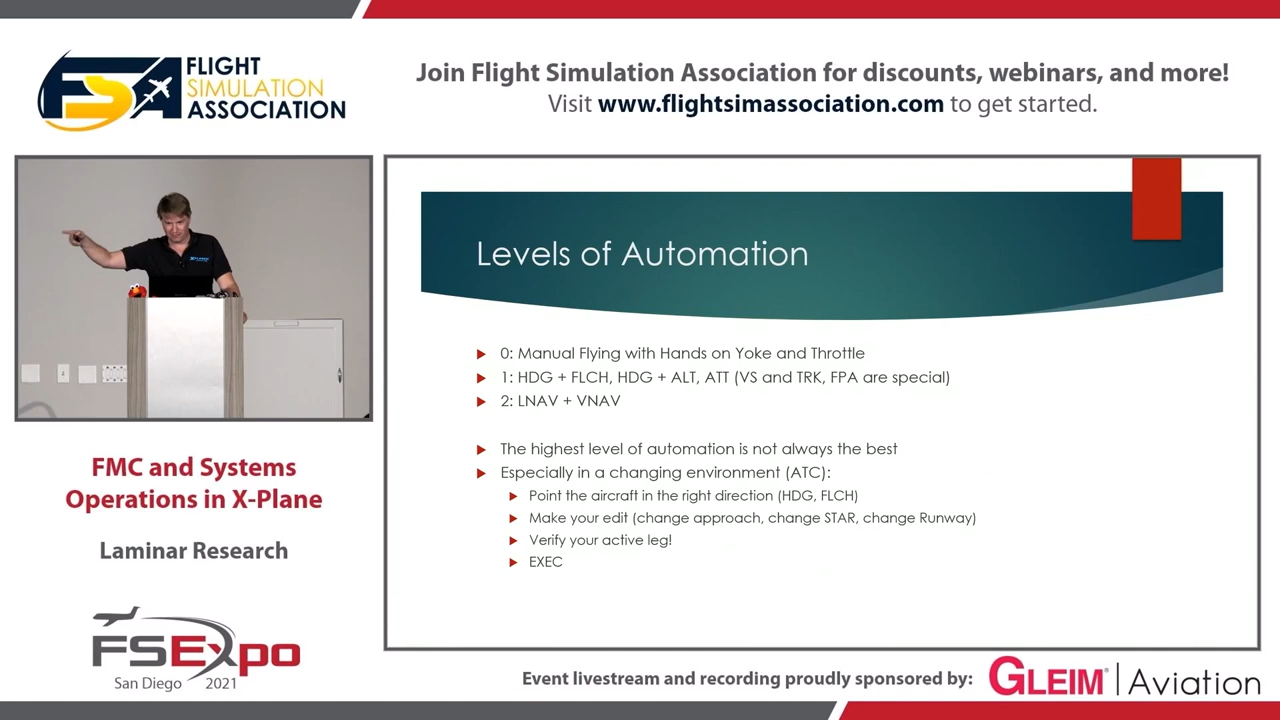 FLIGHT
SIMULATION
ASSOCIATION
Join Flight Simulation Association for discounts, webinars, and more!
Visit www.flightsimassociation.com to get started.
Levels of Automation
0: Manual Flying with Hands on Yoke and Throttle
1: HDG + FLCH, HDG + ALT, ATT (VS and TRK, FPA are special)
2: LNAV + VNAV
The highest level of automation is not always the best
Especially in a changing environment (ATC):
Point the aircraft in the right direction (HDG, FLCH)
Make your edit (change approach, change STAR, change Runway)
Verify your active leg!
EXEC
FMC and Systems
Operations in X-Plane
Laminar Research
FSExpo
San Diego 2021
Event livestream and recording proudly sponsored by:
GLEIM® | Aviation